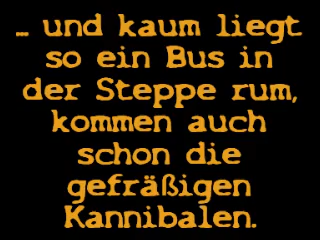 ... und kaum liegt
so ein Bus in
der Steppe rum,
kommen auch
schon die
gefräßigen
Kannibalen.